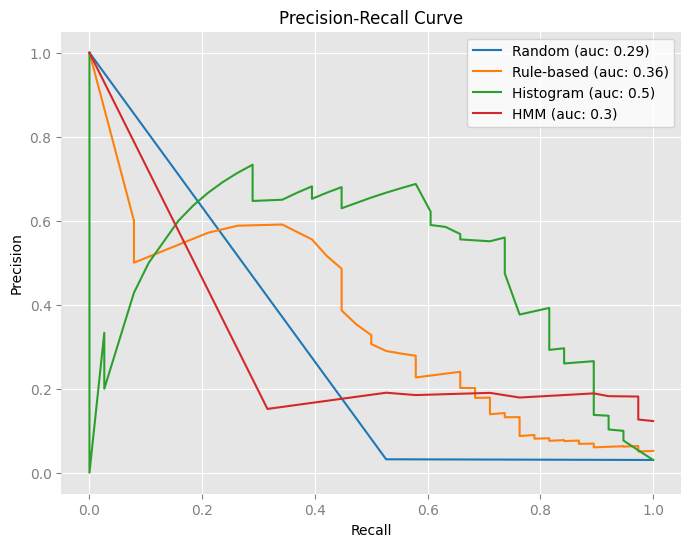 Precision-Recall Curve
Random (auc: 0.29)
Rule-based (auc: 0.36)
Histogram (auc: 0.5)
HMM (auc: 0.3)
Precision
1.0
0.8
0.6
0.4
0.2
0.0
0.0 0.2 0.4 0.6 0.8 1.0
Recall